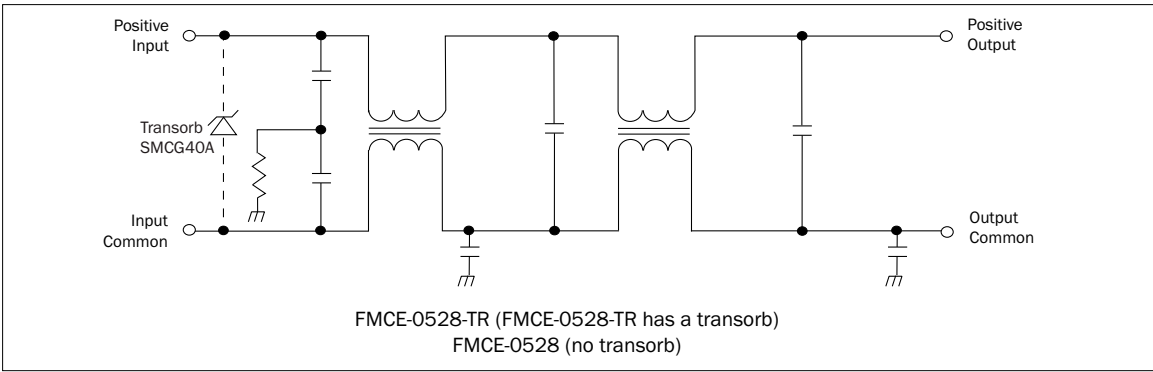 Positive
Input
Positive
Output
Transorb
SMCG40A
Input
Common
Output
Common
FMCE-0528-TR (FMCE-0528-TR has a transorb)
FMCE-0528 (no transorb)